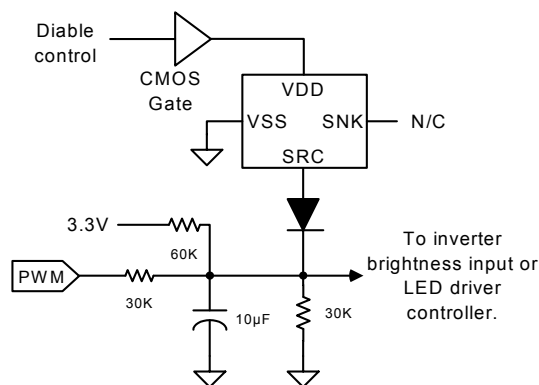 Diable
control
CMOS
Gate
VDD
VSS
SNK
N/C
SRC
3.3V
60K
PWM
30K
10µF
30K
To inverter
brightness input or
LED driver
controller.